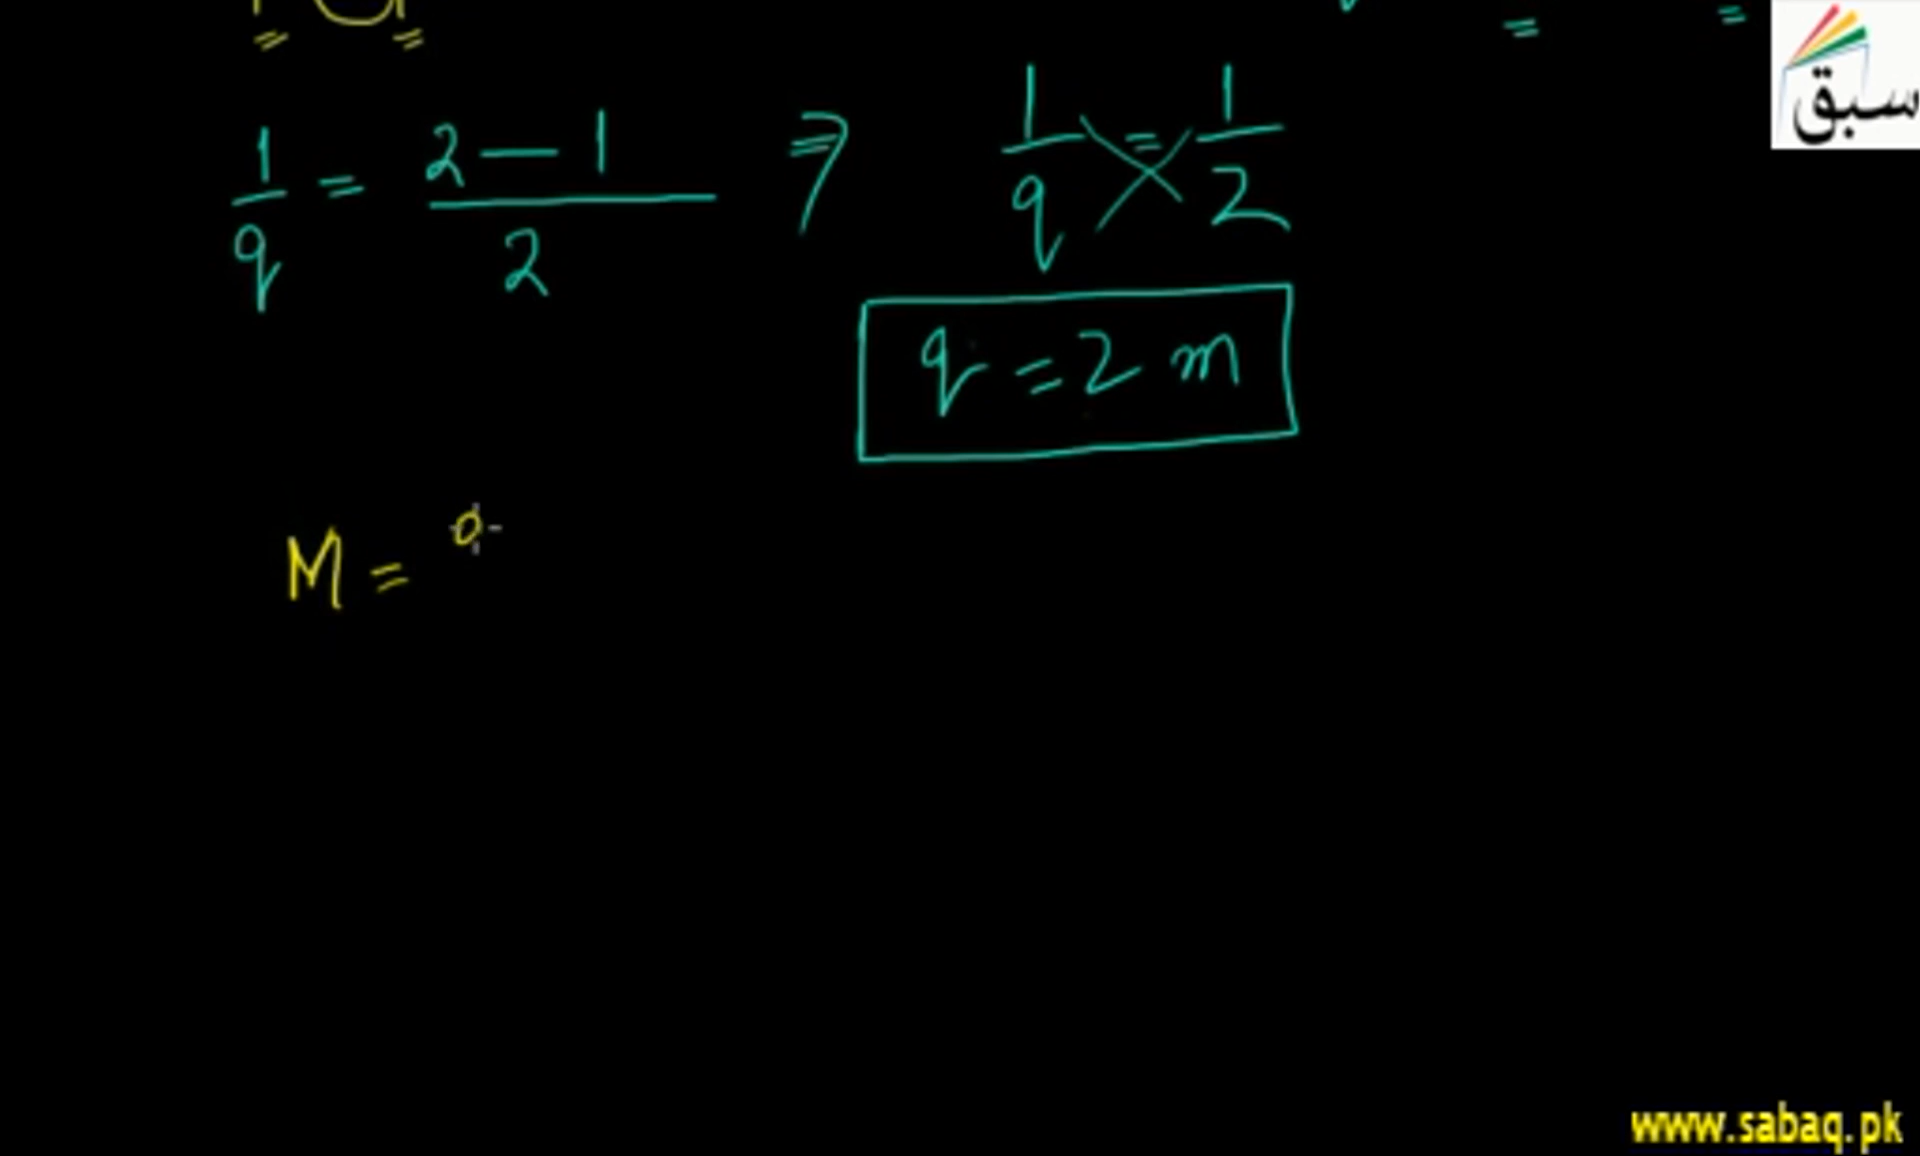 سبق
1/q = 2 - 1 / 2 ⇒ 1/q = 1/2
q = 2 m
M = q
www.sabaq.pk